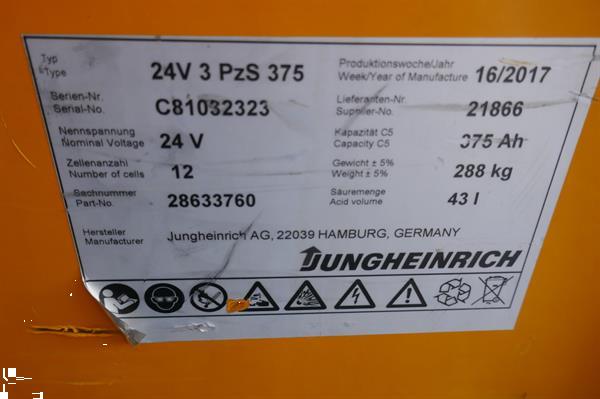 Typ
Type
24V 3 PzS 375
Produktionswoche/Jahr
Week/Year of Manufacture
16/2017
Serien-Nr.
Serial-No.
C81032323
Lieferanten-Nr.
Supplier-No.
21866
Nennspannung
Nominal Voltage
24 V
Kapazität C5
Capacity C5
375 Ah
Zellenanzahl
Number of cells
12
Gewicht ± 5%
Weight ± 5%
288 kg
Sachnummer
Part-No.
28633760
Säuremenge
Acid volume
43 l
Hersteller
Manufacturer
Jungheinrich AG, 22039 HAMBURG, GERMANY
JUNGHEINRICH